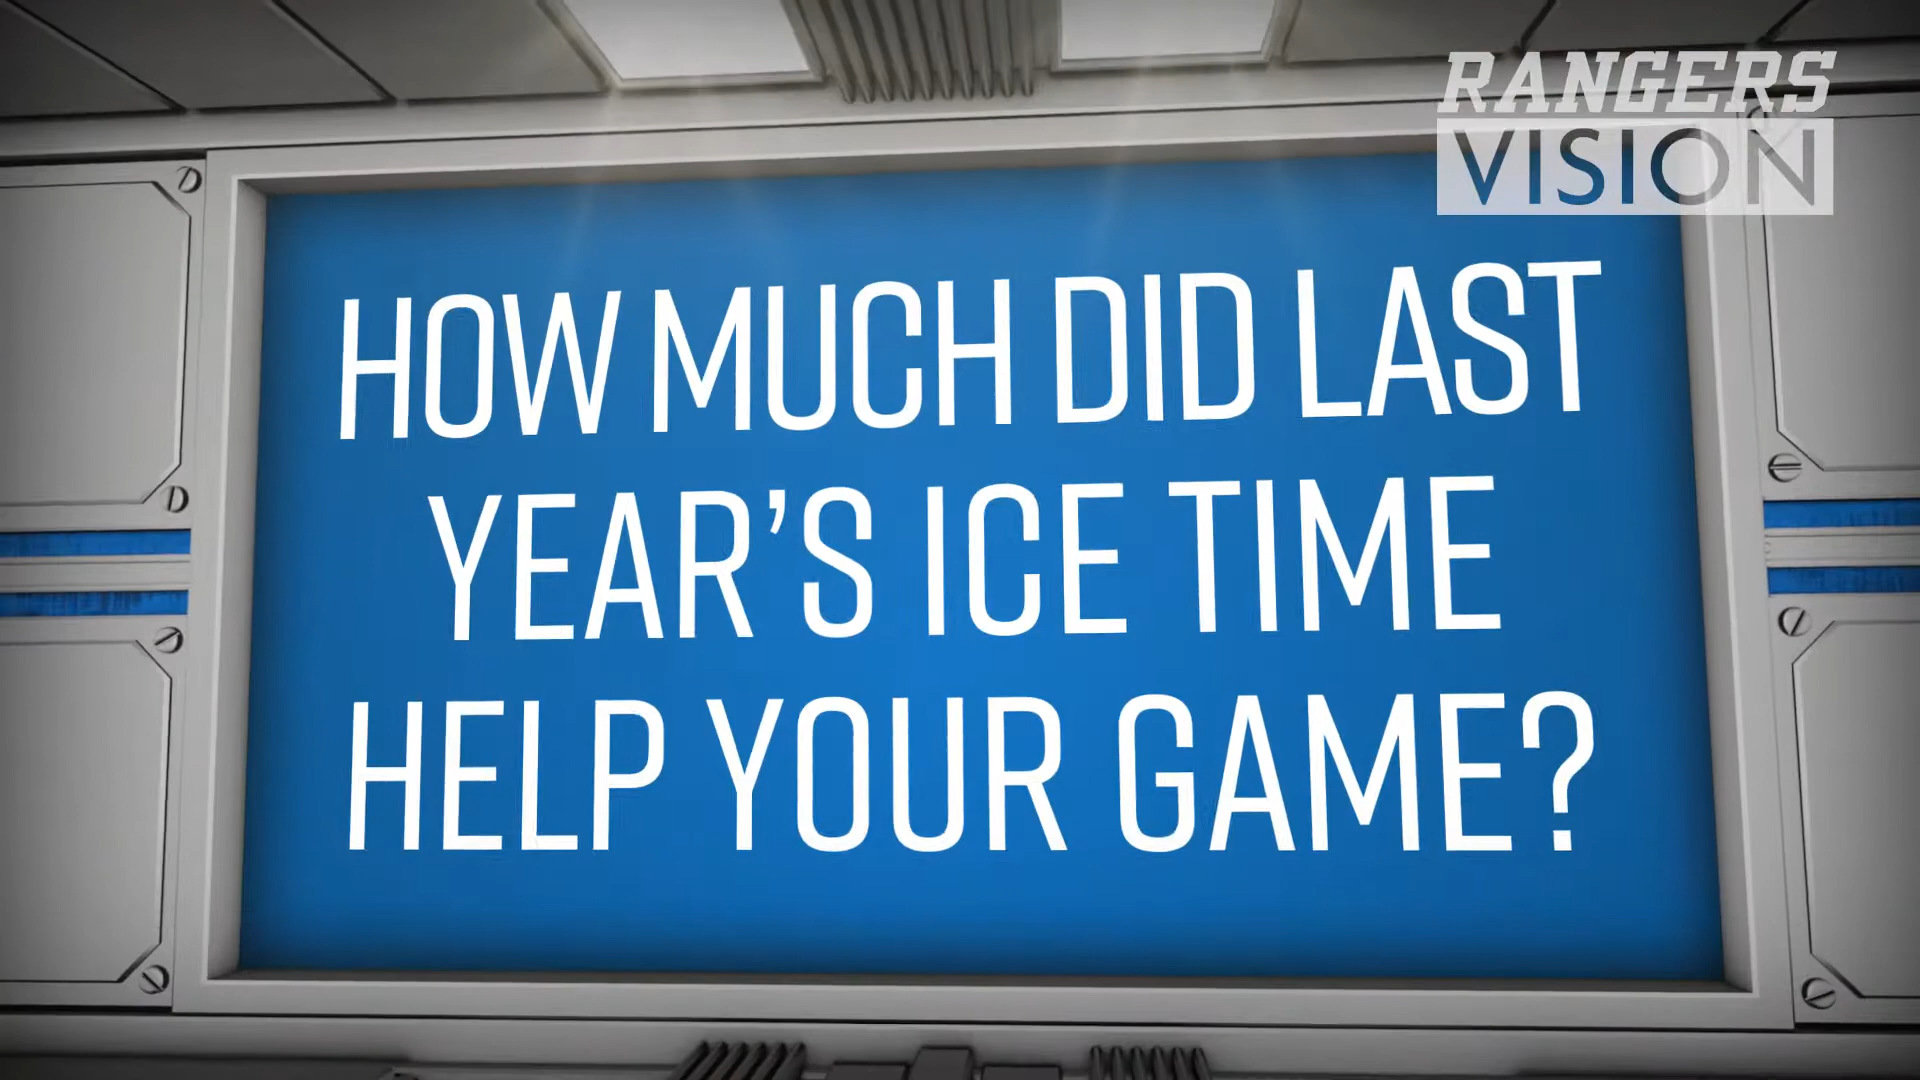 RANGERS
VISION
HOW MUCH DID LAST
YEAR'S ICE TIME
HELP YOUR GAME?